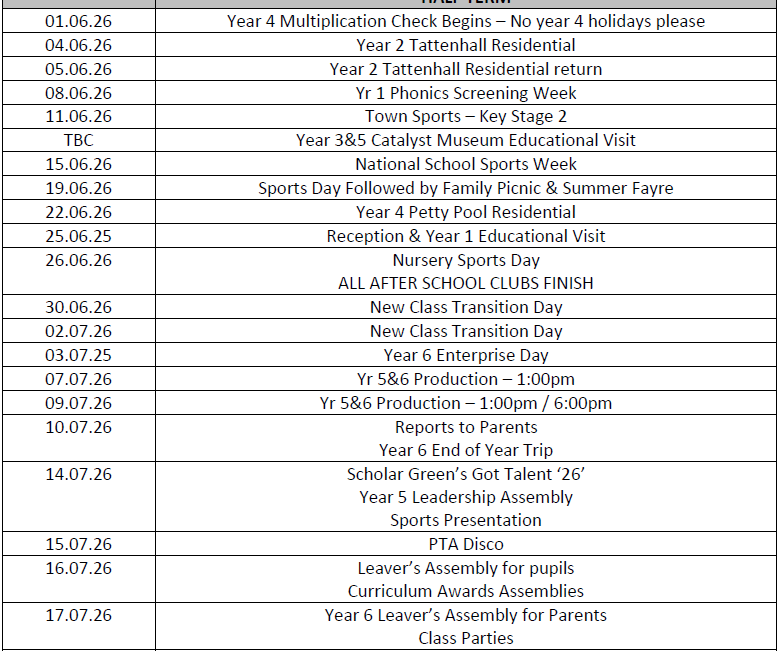 HALF TERM
01.06.26 Year 4 Multiplication Check Begins – No year 4 holidays please
04.06.26 Year 2 Tattenhall Residential
05.06.26 Year 2 Tattenhall Residential return
08.06.26 Yr 1 Phonics Screening Week
11.06.26 Town Sports – Key Stage 2
TBC Year 3&5 Catalyst Museum Educational Visit
15.06.26 National School Sports Week
19.06.26 Sports Day Followed by Family Picnic & Summer Fayre
22.06.26 Year 4 Petty Pool Residential
25.06.25 Reception & Year 1 Educational Visit
26.06.26 Nursery Sports Day
ALL AFTER SCHOOL CLUBS FINISH
30.06.26 New Class Transition Day
02.07.26 New Class Transition Day
03.07.25 Year 6 Enterprise Day
07.07.26 Yr 5&6 Production – 1:00pm
09.07.26 Yr 5&6 Production – 1:00pm / 6:00pm
10.07.26 Reports to Parents
Year 6 End of Year Trip
14.07.26 Scholar Green’s Got Talent ‘26’
Year 5 Leadership Assembly
Sports Presentation
15.07.26 PTA Disco
16.07.26 Leaver’s Assembly for pupils
Curriculum Awards Assemblies
17.07.26 Year 6 Leaver’s Assembly for Parents
Class Parties